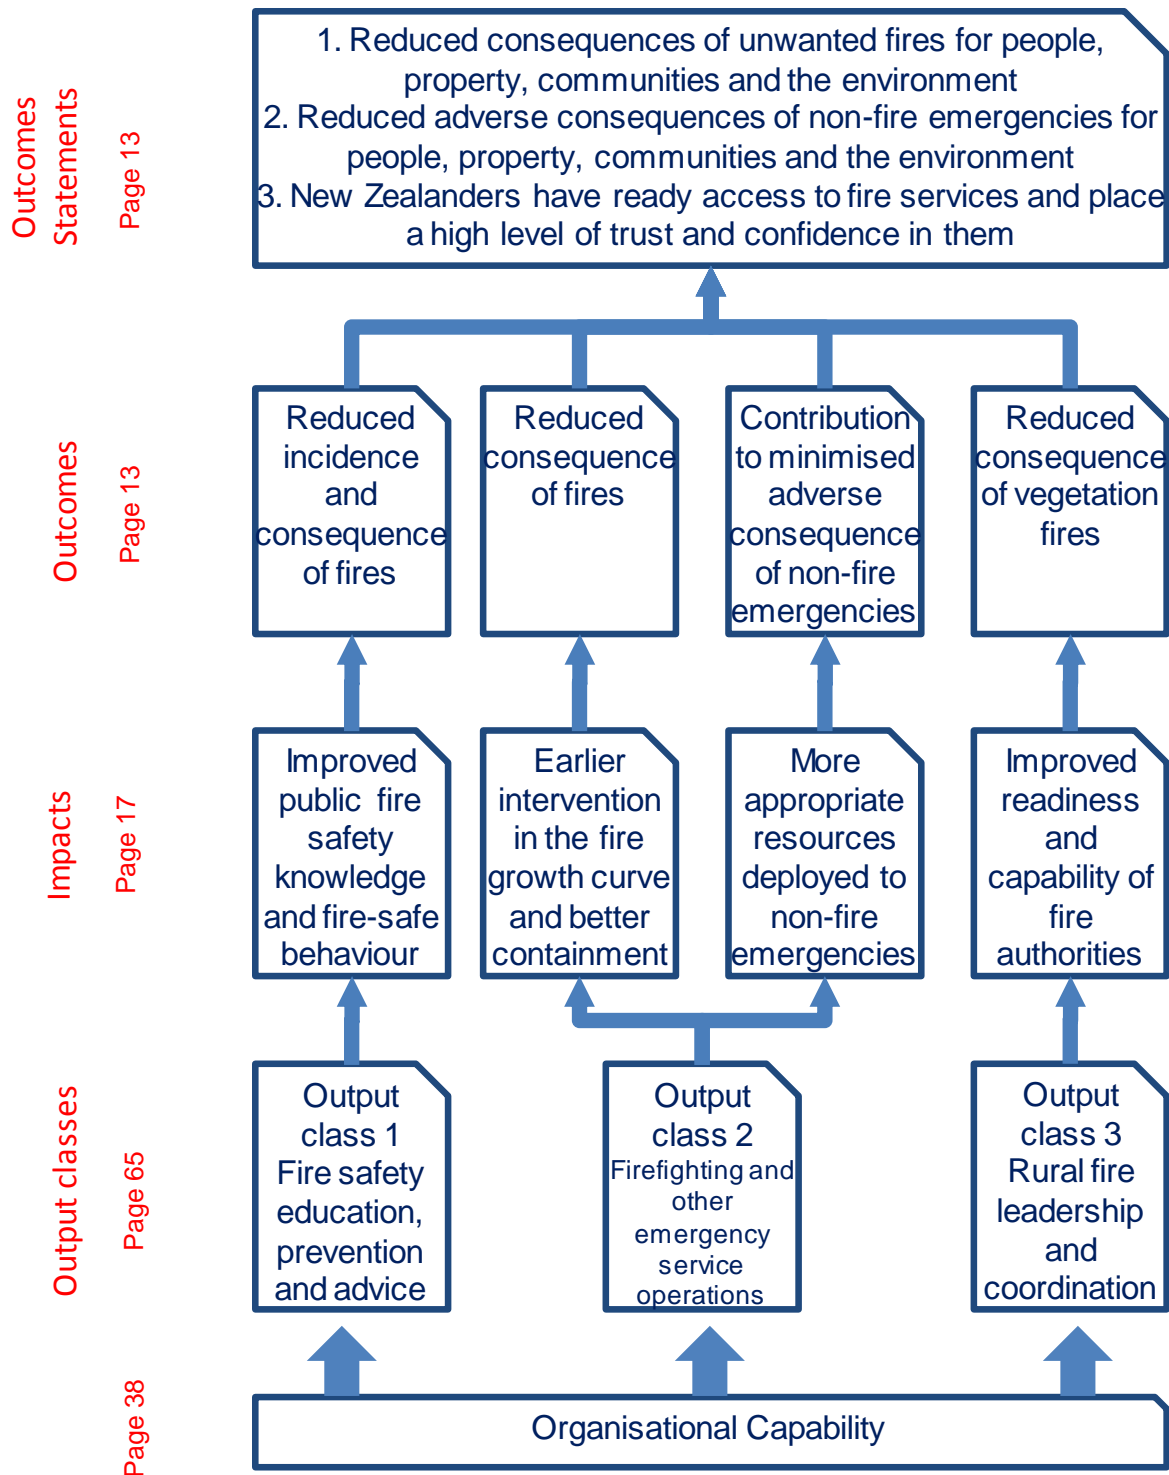 Outcomes
Statements
Page 13
1. Reduced consequences of unwanted fires for people,
property, communities and the environment
2. Reduced adverse consequences of non-fire emergencies for
people, property, communities and the environment
3. New Zealanders have ready access to fire services and place
a high level of trust and confidence in them
Outcomes
Page 13
Reduced
incidence
and
consequence
of fires
Reduced
consequence
of fires
Contribution
to minimised
adverse
consequence
of non-fire
emergencies
Reduced
consequence
of vegetation
fires
Impacts
Page 17
Improved
public fire
safety
knowledge
and fire-safe
behaviour
Earlier
intervention
in the fire
growth curve
and better
containment
More
appropriate
resources
deployed to
non-fire
emergencies
Improved
readiness
and
capability of
fire
authorities
Output classes
Page 65
Output
class 1
Fire safety
education,
prevention
and advice
Output
class 2
Firefighting and
other
emergency
service
operations
Output
class 3
Rural fire
leadership
and
coordination
Page 38
Organisational Capability